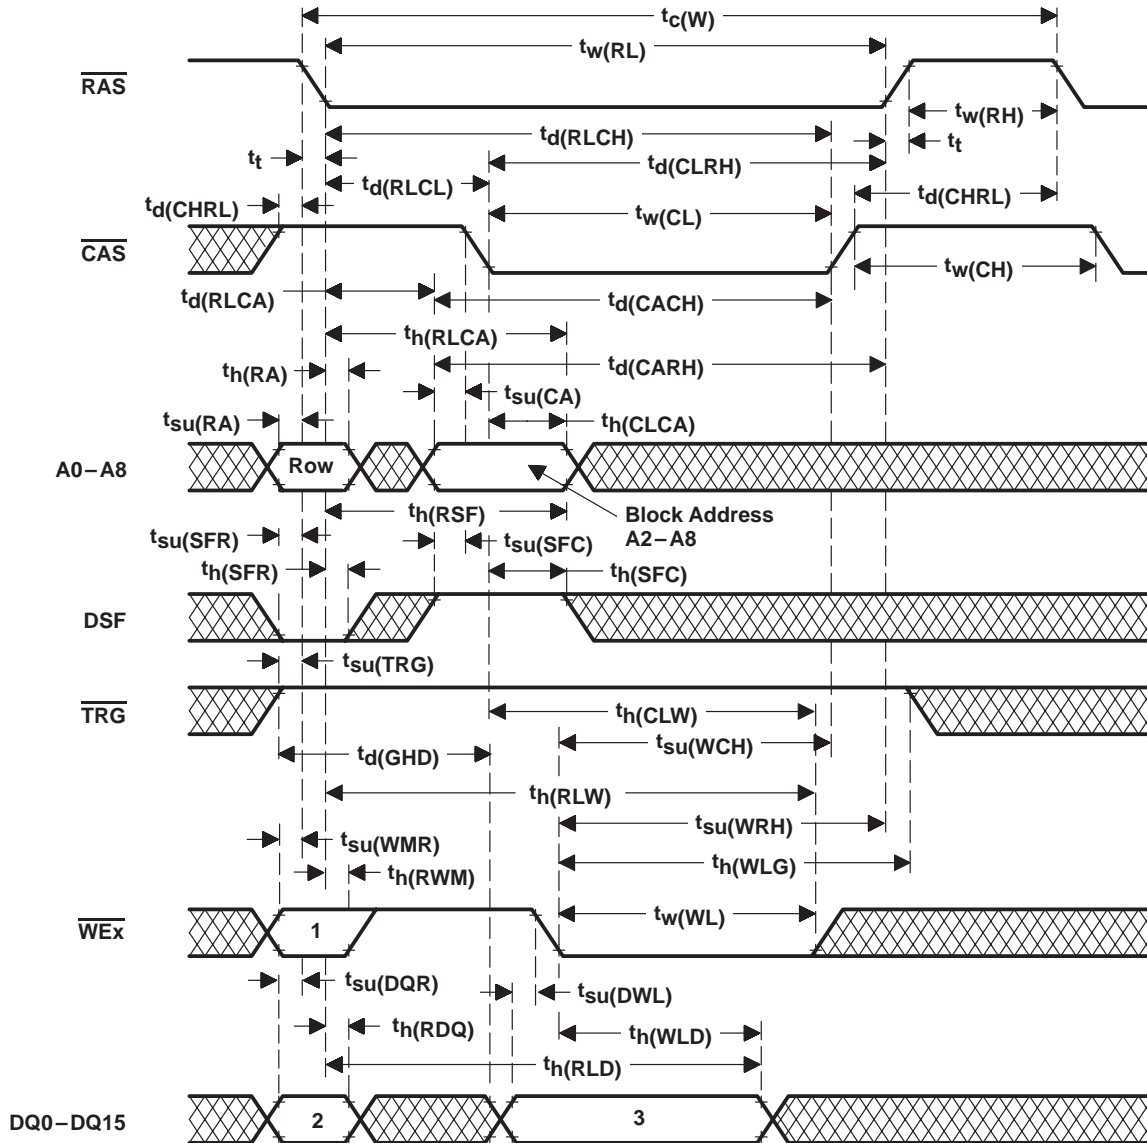 tc(W)
tw(RL)
RAS
tw(RH)
td(RLCH)
tt
tt
td(CLRH)
td(RLCL)
td(CHRL)
td(CHRL)
tw(CL)
CAS
tw(CH)
td(RLCA)
td(CACH)
th(RLCA)
th(RA)
td(CARH)
tsu(CA)
tsu(RA)
th(CLCA)
A0–A8
Row
th(RSF)
Block Address
A2–A8
tsu(SFR)
tsu(SFC)
th(SFR)
th(SFC)
DSF
tsu(TRG)
TRG
th(CLW)
tsu(WCH)
td(GHD)
th(RLW)
tsu(WRH)
tsu(WMR)
th(WLG)
th(RWM)
tw(WL)
WEx
1
tsu(DQR)
tsu(DWL)
th(RDQ)
th(WLD)
th(RLD)
DQ0–DQ15
2
3